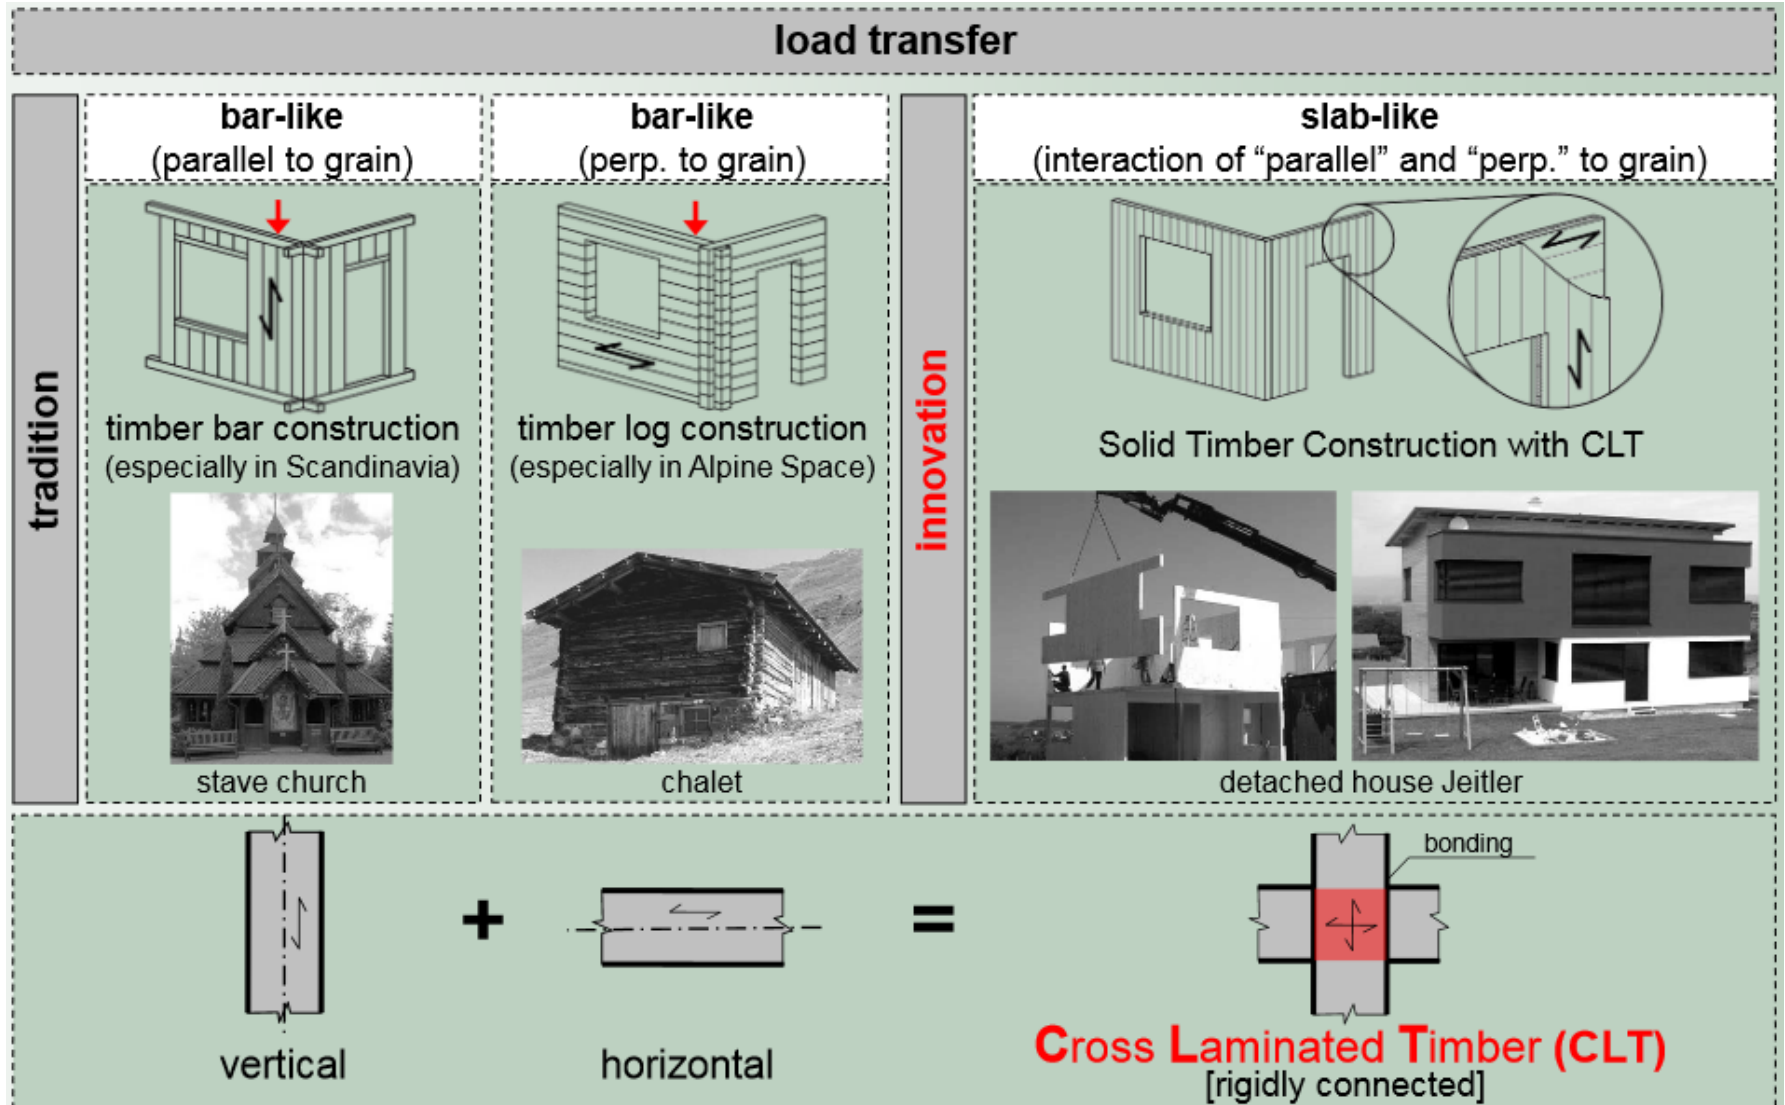 load transfer
tradition
bar-like
(parallel to grain)
timber bar construction
(especially in Scandinavia)
stave church
bar-like
(perp. to grain)
timber log construction
(especially in Alpine Space)
chalet
innovation
slab-like
(interaction of “parallel” and “perp.” to grain)
Solid Timber Construction with CLT
detached house Jeitler
vertical
+
horizontal
=
bonding
Cross Laminated Timber (CLT)
[rigidly connected]